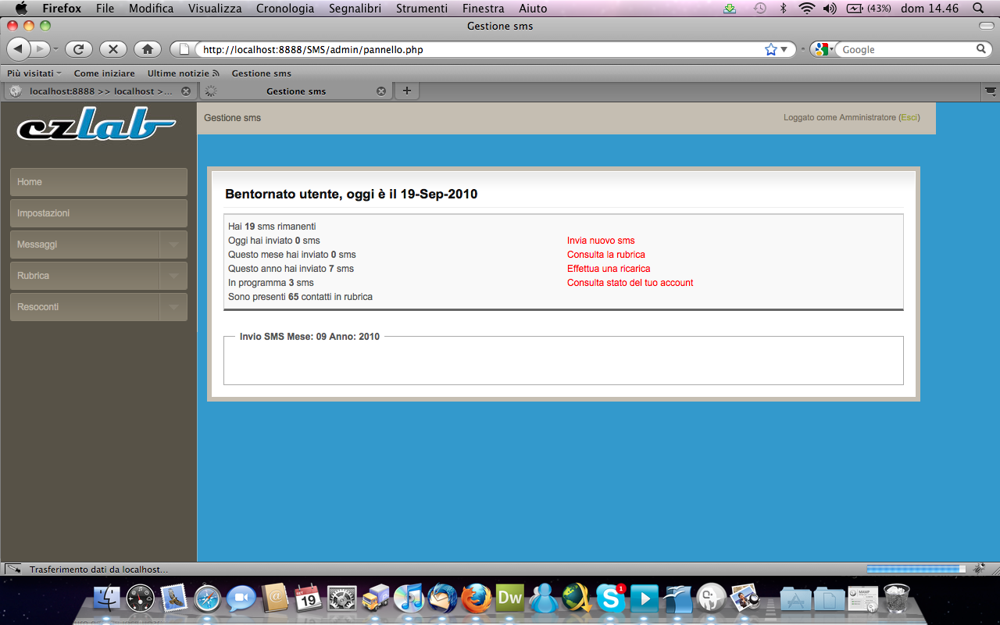 Firefox File Modifica Visualizza Cronologia Segnalibri Strumenti Finestra Aiuto (43%) dom 14.46
Gestione sms
http://localhost:8888/SMS/admin/pannello.php Google
Più visitati Come iniziare Ultime notizie Gestione sms
localhost:8888 >> localhost >... Gestione sms
ezlab
Gestione sms Loggato come Amministratore (Esci)
Home
Impostazioni
Messaggi
Rubrica
Resoconti
Bentornato utente, oggi è il 19-Sep-2010
Hai 19 sms rimanenti
Oggi hai inviato 0 sms Invia nuovo sms
Questo mese hai inviato 0 sms Consulta la rubrica
Questo anno hai inviato 7 sms Effettua una ricarica
In programma 3 sms Consulta stato del tuo account
Sono presenti 65 contatti in rubrica
Invio SMS Mese: 09 Anno: 2010
Trasferimento dati da localhost...
SET
19
Dw
S 1
MAMP